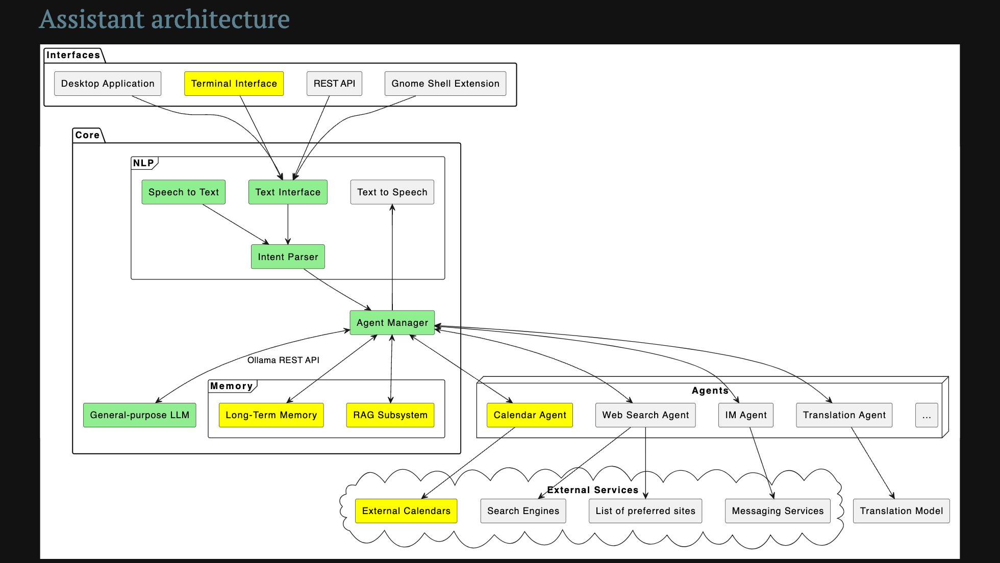 Assistant architecture
Interfaces
Desktop Application
Terminal Interface
REST API
Gnome Shell Extension
Core
NLP
Speech to Text
Text Interface
Text to Speech
Intent Parser
Agent Manager
Ollama REST API
Memory
Agents
General-purpose LLM
Long-Term Memory
RAG Subsystem
Calendar Agent
Web Search Agent
IM Agent
Translation Agent
...
External Services
External Calendars
Search Engines
List of preferred sites
Messaging Services
Translation Model